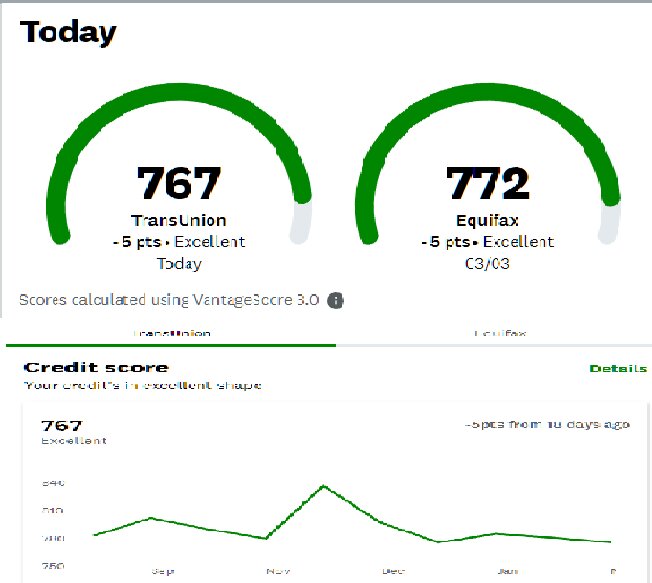 Today
767
TransUnion
-5 pts • Excellent
Today
772
Equifax
-5 pts • Excellent
03/03
Scores calculated using VantageScore 3.0
TransUnion
Equifax
Credit score
Details
Your credit's in excellent shape
767
-5pts from 10 days ago
Excellent
840
810
780
750
Sep
Nov
Dec
Jan